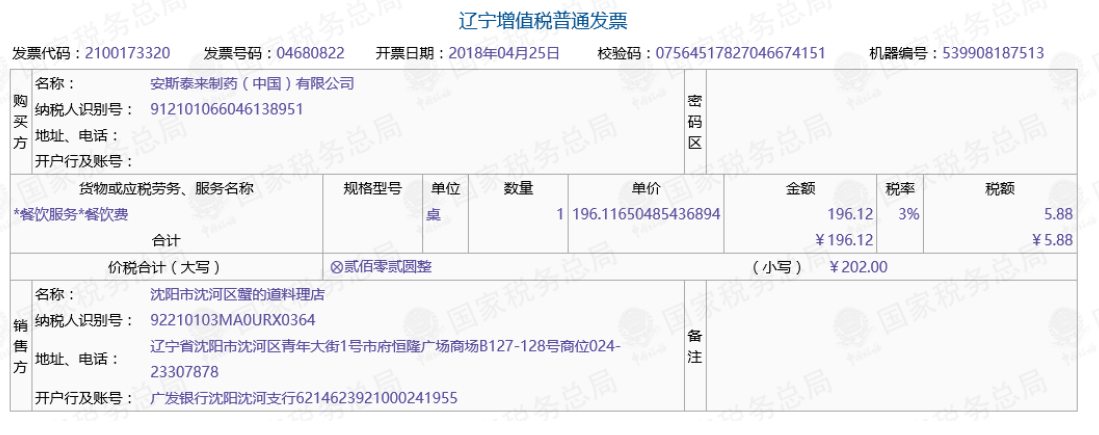 辽宁增值税普通发票
发票代码：2100173320 发票号码：04680822 开票日期：2018年04月25日 校验码：07564517827046674151 机器编号：539908187513
购买方
名称： 安斯泰来制药（中国）有限公司
纳税人识别号： 912101066046138951
地址、电话：
开户行及账号：
密码区
货物或应税劳务、服务名称 规格型号 单位 数量 单价 金额 税率 税额
*餐饮服务*餐饮费 桌 1 196.11650485436894 196.12 3% 5.88
合计 ￥196.12 ￥5.88
价税合计（大写） ⊗贰佰零贰圆整 （小写） ￥202.00
销售方
名称： 沈阳市沈河区蟹的道料理店
纳税人识别号： 92210103MA0URX0364
地址、电话： 辽宁省沈阳市沈河区青年大街1号市府恒隆广场商场B127-128号商位024-
23307878
开户行及账号： 广发银行沈阳沈河支行6214623921000241955
备注
国家税务总局